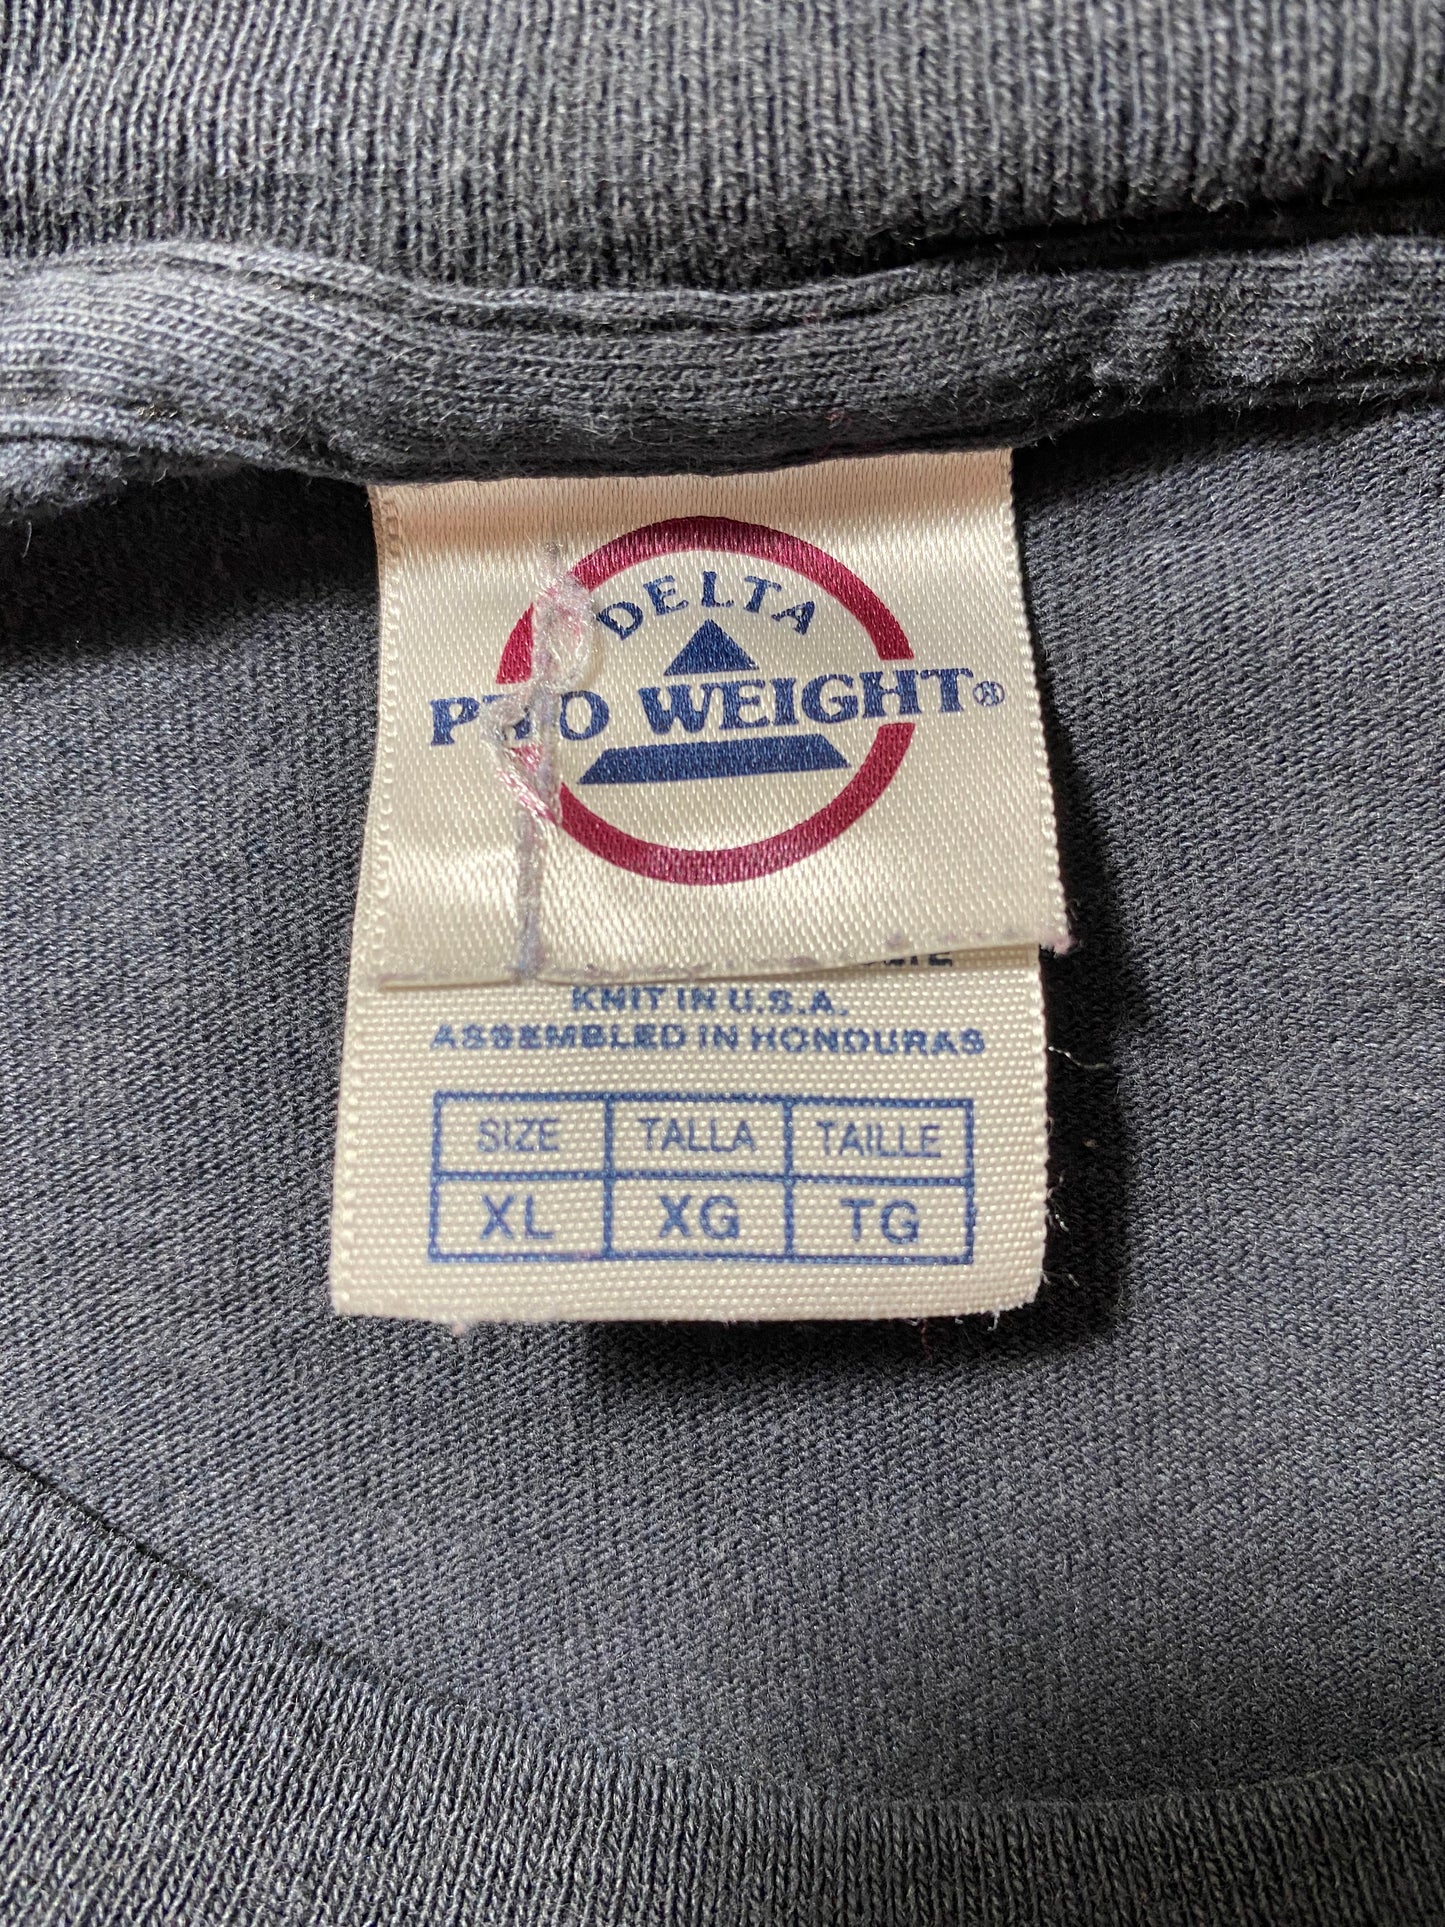 DELTA
PRO WEIGHT®
KNIT IN U.S.A.
ASSEMBLED IN HONDURAS
SIZE TALLA TAILLE
XL XG TG